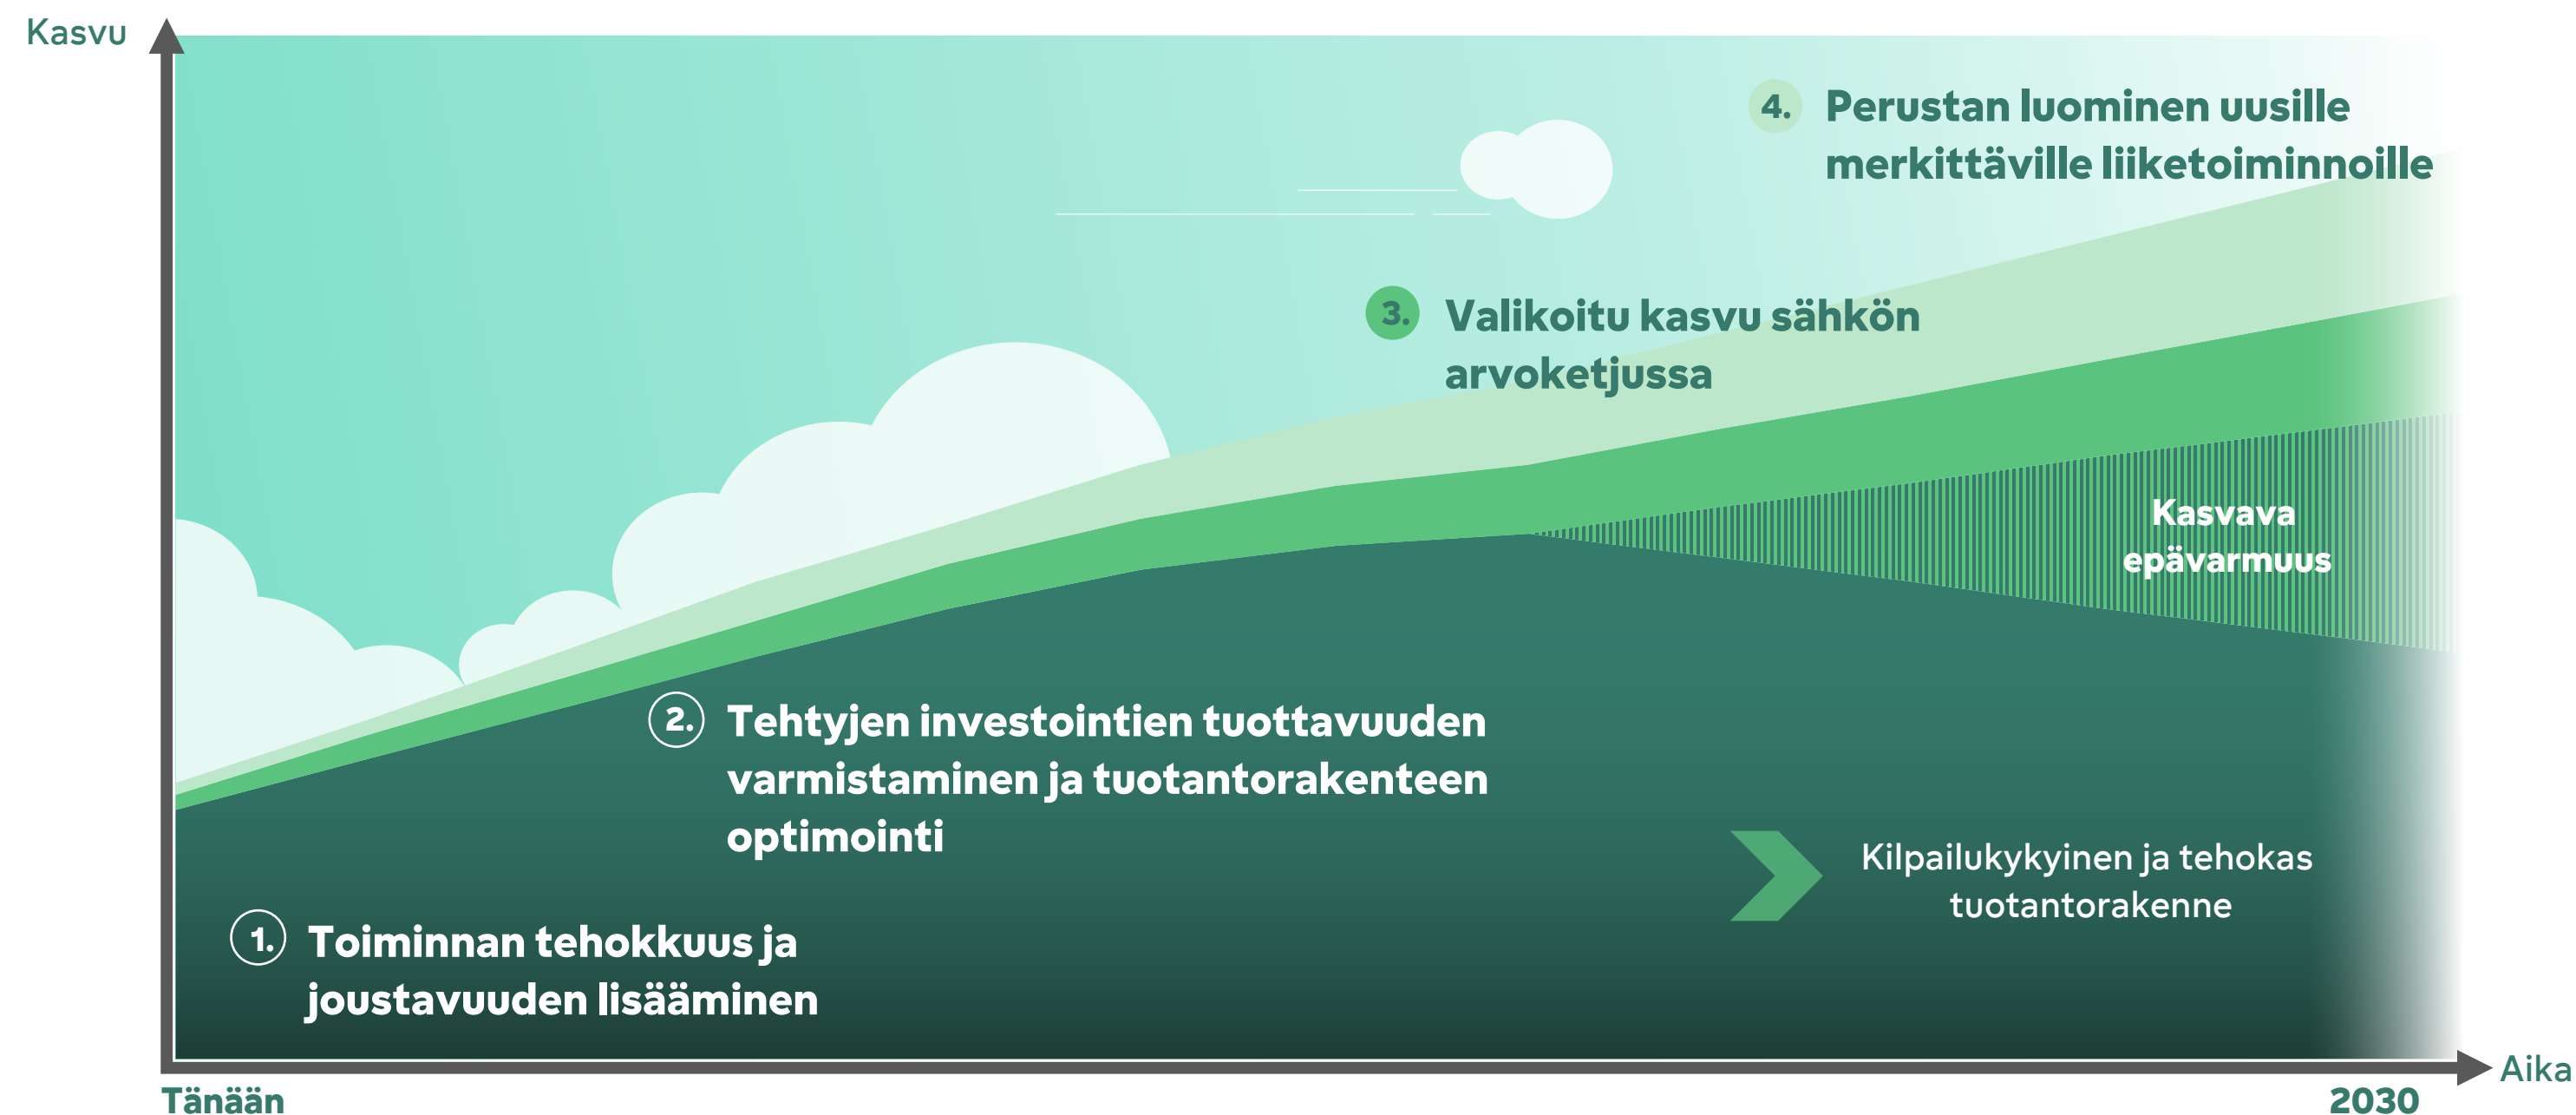 Kasvu
4. Perustan luominen uusille
merkittäville liiketoiminnoille
3. Valikoitu kasvu sähkön
arvoketjussa
Kasvava
epävarmuus
2. Tehtyjen investointien tuottavuuden
varmistaminen ja tuotantorakenteen
optimointi
Kilpailukykyinen ja tehokas
tuotantorakenne
1. Toiminnan tehokkuus ja
joustavuuden lisääminen
Aika
Tänään
2030